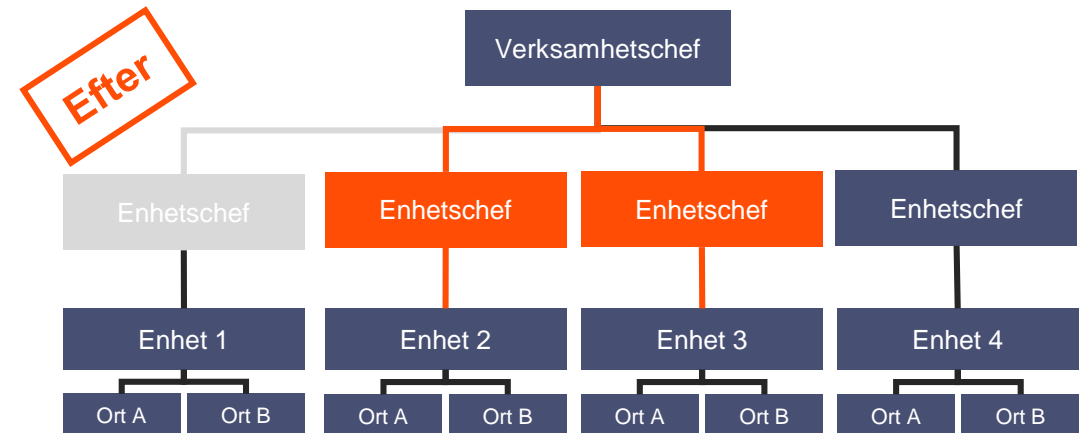 Efter
Verksamhetschef
Enhetschef
Enhetschef
Enhetschef
Enhetschef
Enhet 1
Enhet 2
Enhet 3
Enhet 4
Ort A
Ort B
Ort A
Ort B
Ort A
Ort B
Ort A
Ort B